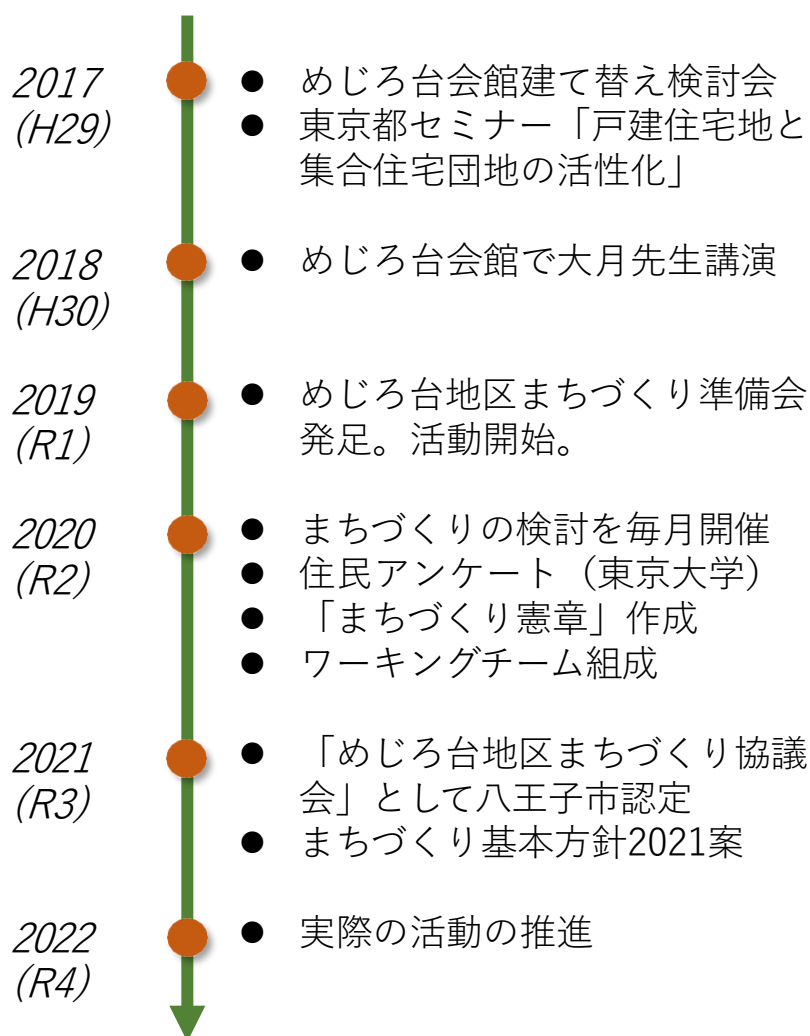 2017
(H29)
● めじろ台会館建て替え検討会
● 東京都セミナー「戸建住宅地と
集合住宅団地の活性化」
2018
(H30)
● めじろ台会館で大月先生講演
2019
(R1)
● めじろ台地区まちづくり準備会
発足。活動開始。
2020
(R2)
● まちづくりの検討を毎月開催
● 住民アンケート（東京大学）
● 「まちづくり憲章」作成
● ワーキングチーム組成
2021
(R3)
● 「めじろ台地区まちづくり協議
会」として八王子市認定
● まちづくり基本方針2021案
2022
(R4)
● 実際の活動の推進